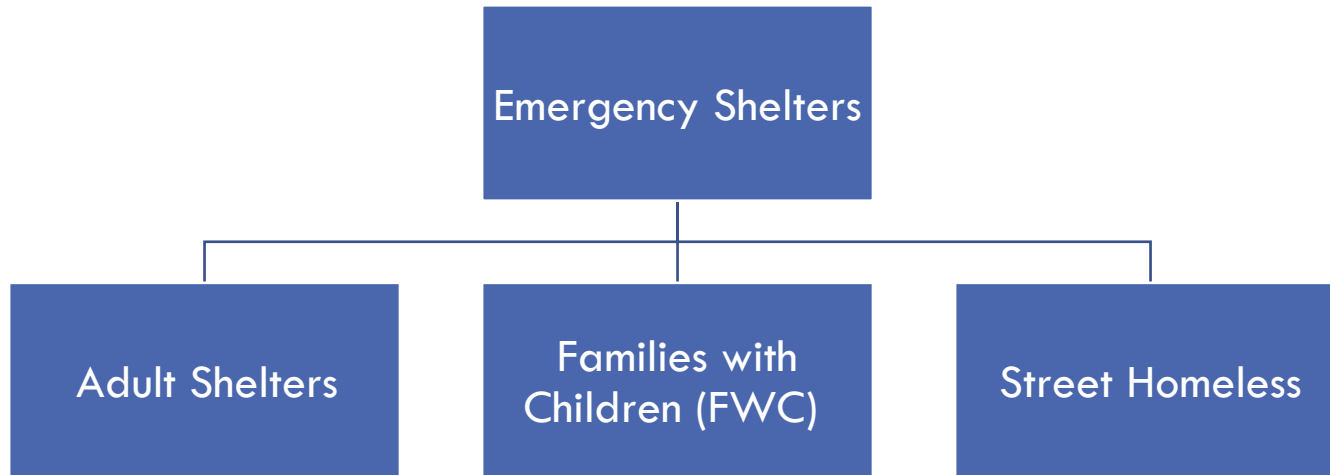 Emergency Shelters
Adult Shelters
Families with
Children (FWC)
Street Homeless